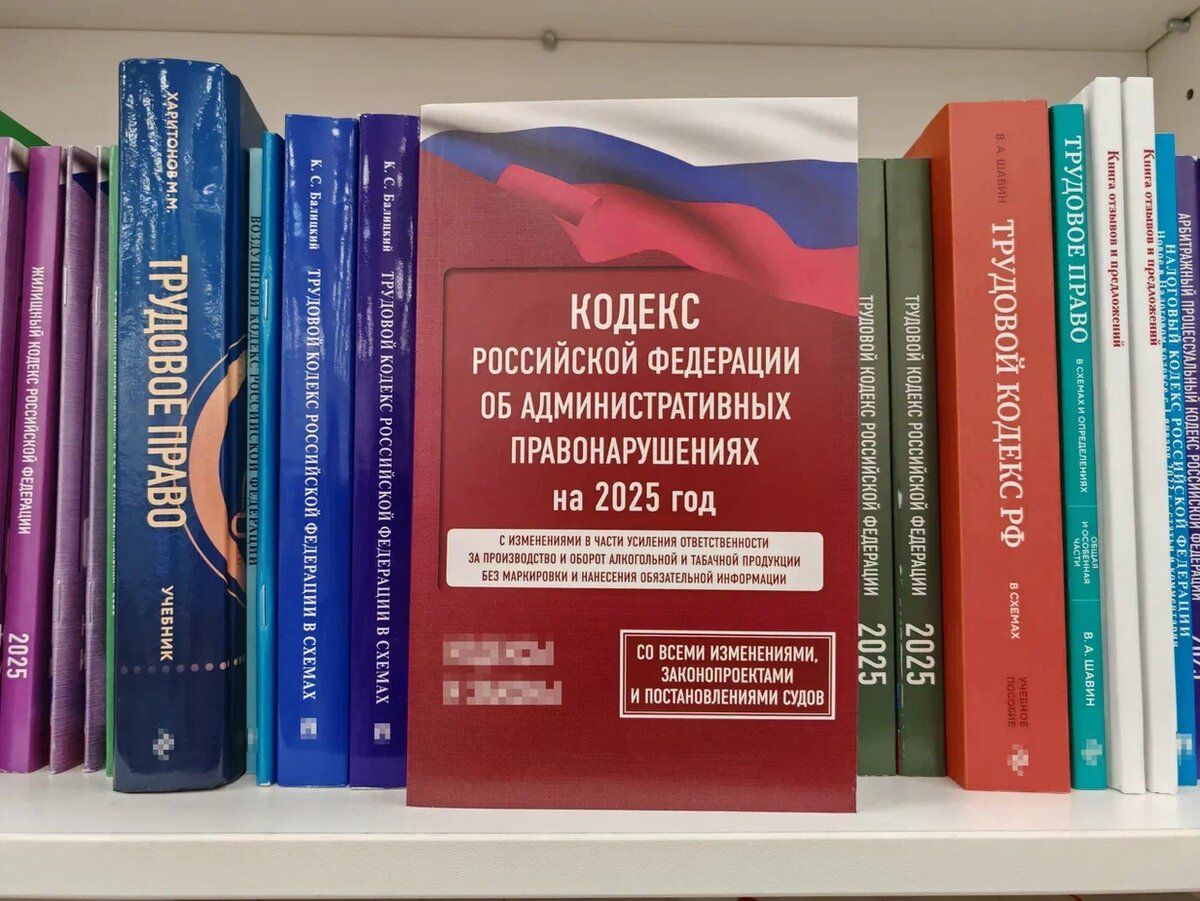 ЖИЛИЩНЫЙ КОДЕКС РОССИЙСКОЙ ФЕДЕРАЦИИ
2025
ХАРИТОНОВ М.М.
ТРУДОВОЕ ПРАВО
УЧЕБНИК
ВОЗДУШНЫЙ КОДЕКС РОССИЙСКОЙ ФЕДЕРАЦИИ
К. С. Балицкий
ТРУДОВОЙ КОДЕКС РОССИЙСКОЙ ФЕДЕРАЦИИ В СХЕМАХ
К. С. Балицкий
ТРУДОВОЙ КОДЕКС РОССИЙСКОЙ ФЕДЕРАЦИИ В СХЕМАХ
КОДЕКС
РОССИЙСКОЙ ФЕДЕРАЦИИ
ОБ АДМИНИСТРАТИВНЫХ
ПРАВОНАРУШЕНИЯХ
на 2025 год
С ИЗМЕНЕНИЯМИ В ЧАСТИ УСИЛЕНИЯ ОТВЕТСТВЕННОСТИ
ЗА ПРОИЗВОДСТВО И ОБОРОТ АЛКОГОЛЬНОЙ И ТАБАЧНОЙ ПРОДУКЦИИ
БЕЗ МАРКИРОВКИ И НАНЕСЕНИЯ ОБЯЗАТЕЛЬНОЙ ИНФОРМАЦИИ
СО ВСЕМИ ИЗМЕНЕНИЯМИ,
ЗАКОНОПРОЕКТАМИ
И ПОСТАНОВЛЕНИЯМИ СУДОВ
ТРУДОВОЙ КОДЕКС РОССИЙСКОЙ ФЕДЕРАЦИИ
2025
ТРУДОВОЙ КОДЕКС РОССИЙСКОЙ ФЕДЕРАЦИИ
2025
В. А. ШАВИН
ТРУДОВОЙ КОДЕКС РФ
В СХЕМАХ
УЧЕБНОЕ
ПОСОБИЕ
ТРУДОВОЕ ПРАВО
В СХЕМАХ И ОПРЕДЕЛЕНИЯХ
ОБЩАЯ
И ОСОБЕННАЯ
ЧАСТИ
В. А. ШАВИН
Книга отзывов и предложений
Книга отзывов и предложений
НАЛОГОВЫЙ КОДЕКС РОССИЙСКОЙ ФЕДЕРАЦИИ
АРБИТРАЖНЫЙ ПРОЦЕССУАЛЬНЫЙ КОДЕКС РОССИЙСКОЙ ФЕДЕРАЦИИ